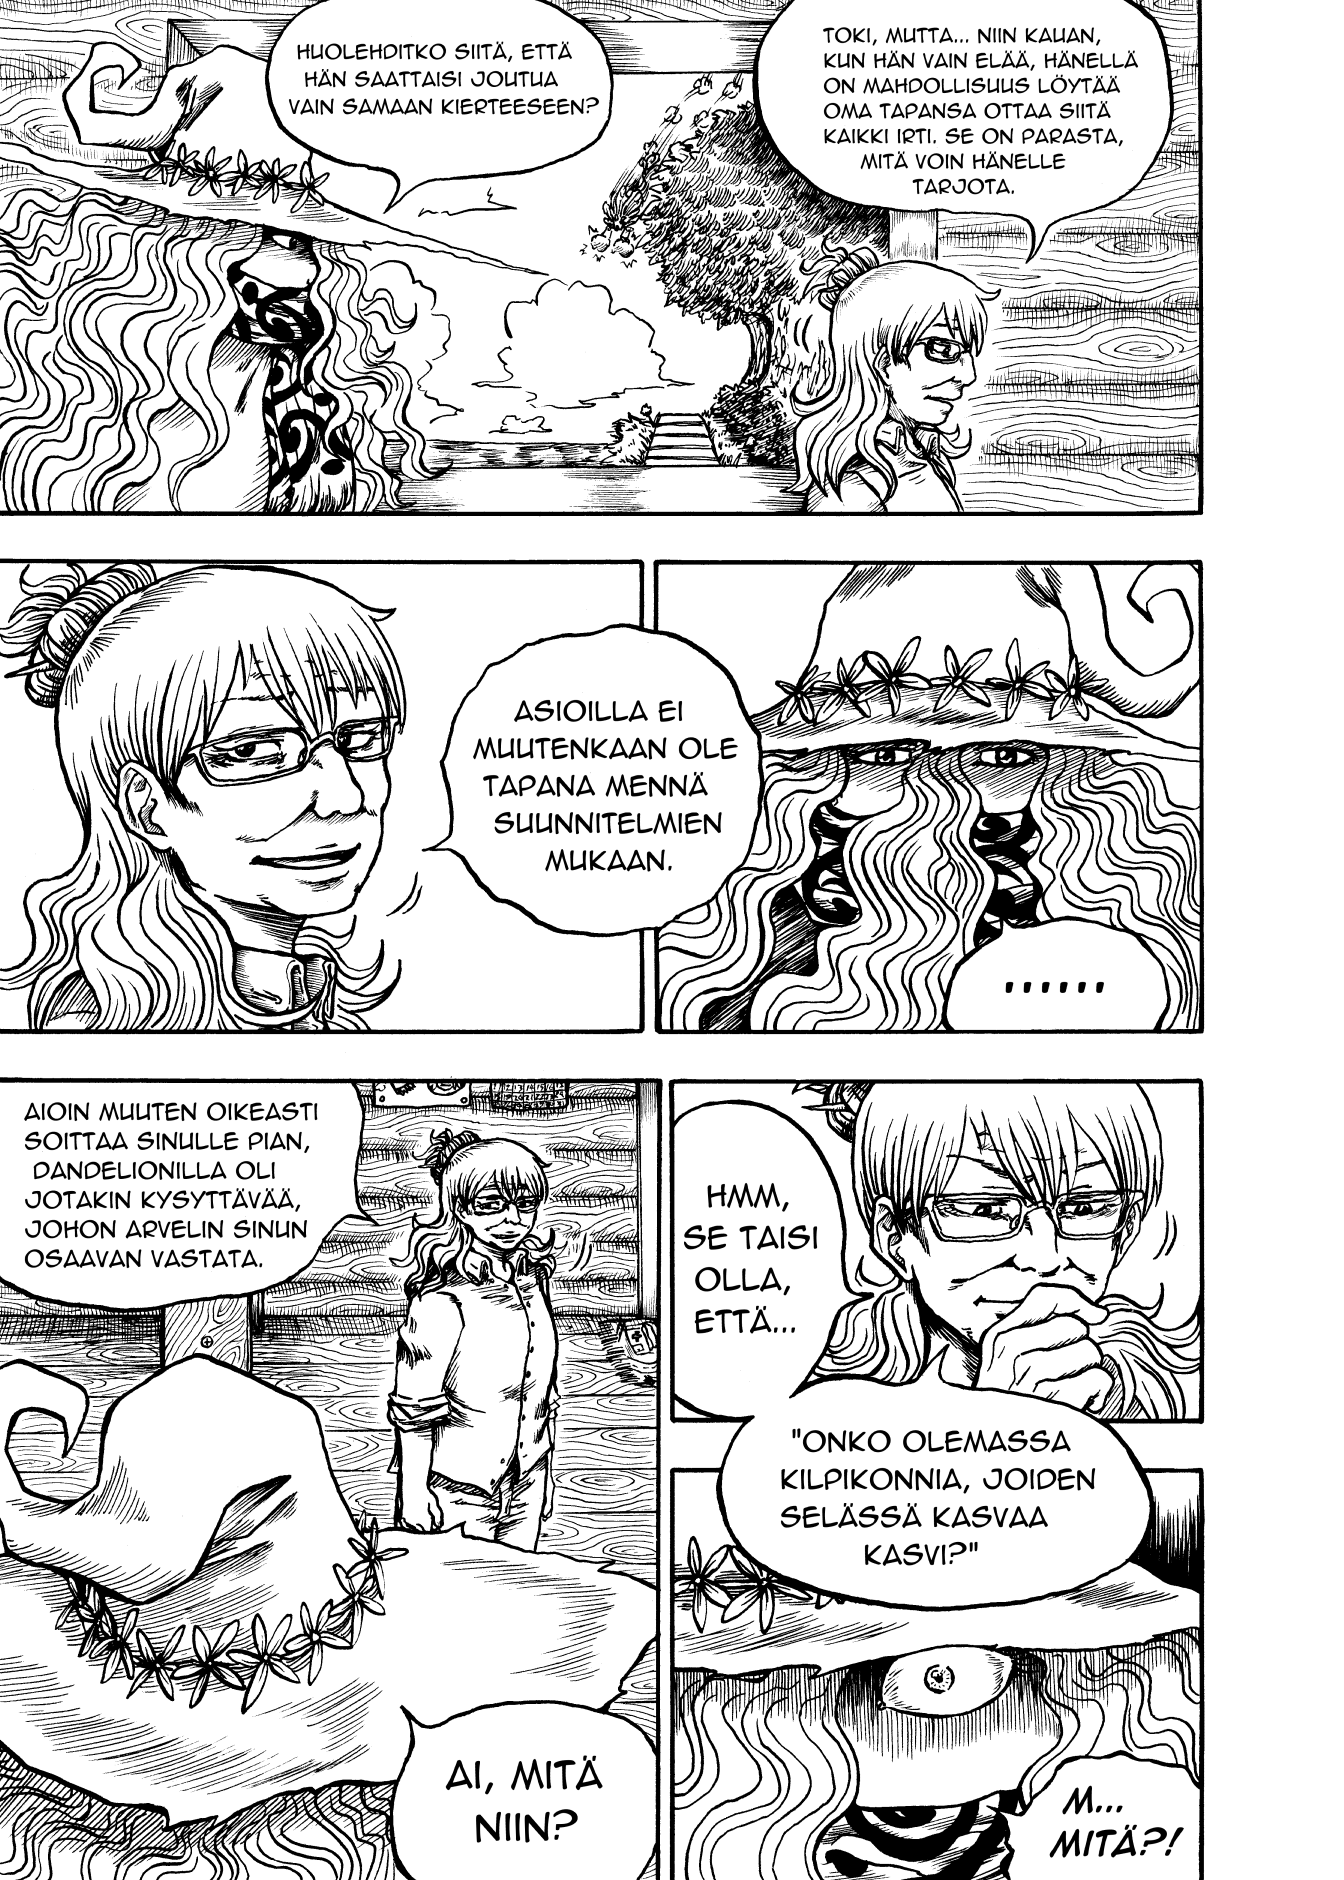 HUOLEHDITKO SIITÄ, ETTÄ
HÄN SAATTAISI JOUTUA
VAIN SAMAAN KIERTEESEEN?
TOKI, MUTTA... NIIN KAUAN,
KUN HÄN VAIN ELÄÄ, HÄNELLÄ
ON MAHDOLLISUUS LÖYTÄÄ
OMA TAPANSA OTTAA SIITÄ
KAIKKI IRTI. SE ON PARASTA,
MITÄ VOIN HÄNELLE
TARJOTA.
ASIOILLA EI
MUUTENKAAN OLE
TAPANA MENNÄ
SUUNNITELMIEN
MUKAAN.
......
AIOIN MUUTEN OIKEASTI
SOITTAA SINULLE PIAN,
DANDELIONILLA OLI
JOTAKIN KYSYTTÄVÄÄ,
JOHON ARVELIN SINUN
OSAAVAN VASTATA.
AI, MITÄ
NIIN?
HMM,
SE TAISI
OLLA,
ETTÄ...
"ONKO OLEMASSA
KILPIKONNIA, JOIDEN
SELÄSSÄ KASVAA
KASVI?"
M...
MITÄ?!